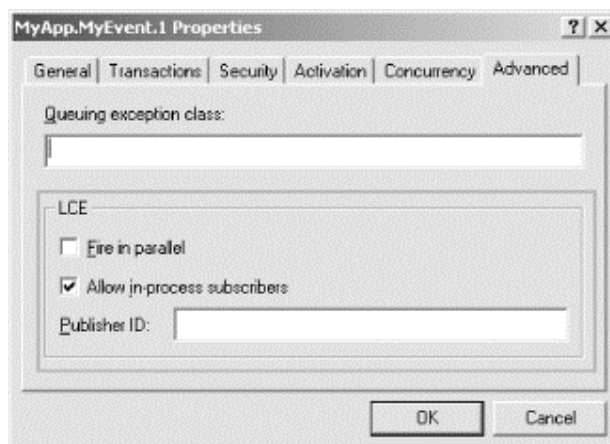 MyApp.MyEvent.1 Properties
General Transactions Security Activation Concurrency Advanced
Queuing exception class:
LCE
Fire in parallel
Allow in-process subscribers
Publisher ID:
OK Cancel